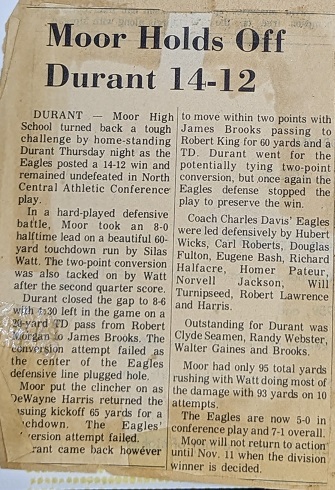 Moor Holds Off
Durant 14-12
DURANT — Moor High
School turned back a tough
challenge by home-standing
Durant Thursday night as the
Eagles posted a 14-12 win and
remained undefeated in North
Central Athletic Conference
play.
In a hard-played defensive
battle, Moor took an 8-0
halftime lead on a beautiful 60-
yard touchdown run by Silas
Watt. The two-point conversion
was also tacked on by Watt
after the second quarter score.
Durant closed the gap to 8-6
with 4:30 left in the game on a
-yard TD pass from Robert
Morgan to James Brooks. The
conversion attempt failed as
the center of the Eagles
defensive line plugged hole.
Moor put the clincher on as
DeWayne Harris returned the
suing kickoff 65 yards for a
chdown. The Eagles'
version attempt failed.
rant came back however
to move within two points with
James Brooks passing to
Robert King for 60 yards and a
TD. Durant went for the
potentially tying two-point
conversion, but once again the
Eagles defense stopped the
play to preserve the win.
Coach Charles Davis' Eagles
were led defensively by Hubert
Wicks, Carl Roberts, Douglas
Fulton, Eugene Bash, Richard
Halfacre, Homer Pateur,
Norvell Jackson, Will
Turnipseed, Robert Lawrence
and Harris.
Outstanding for Durant was
Clyde Seamen, Randy Webster,
Walter Gaines and Brooks.
Moor had only 95 total yards
rushing with Watt doing most of
the damage with 93 yards on 10
attempts.
The Eagles are now 5-0 in
conference play and 7-1 overall.
Moor will not return to action
until Nov. 11 when the division
winner is decided.